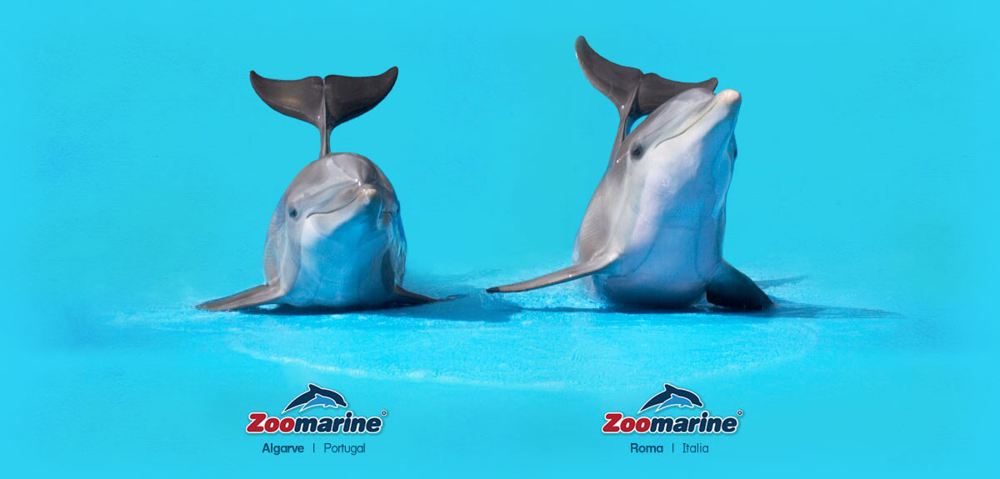 Zoomarine
Algarve | Portugal
Zoomarine
Roma | Italia